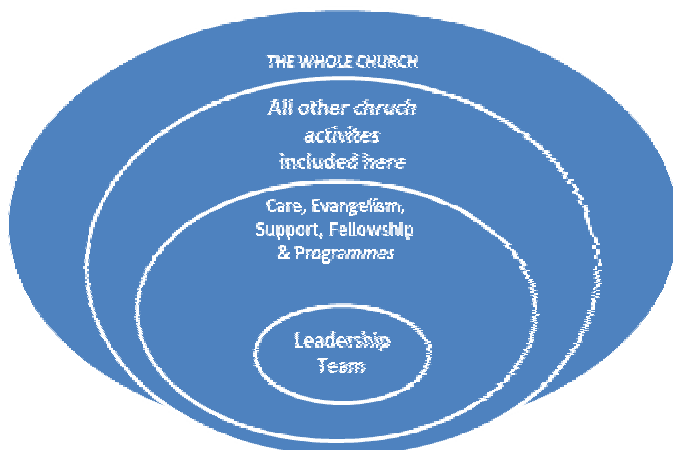 THE WHOLE CHURCH
All other chruch
activites
included here
Care, Evangelism,
Support, Fellowship
& Programmes
Leadership
Team